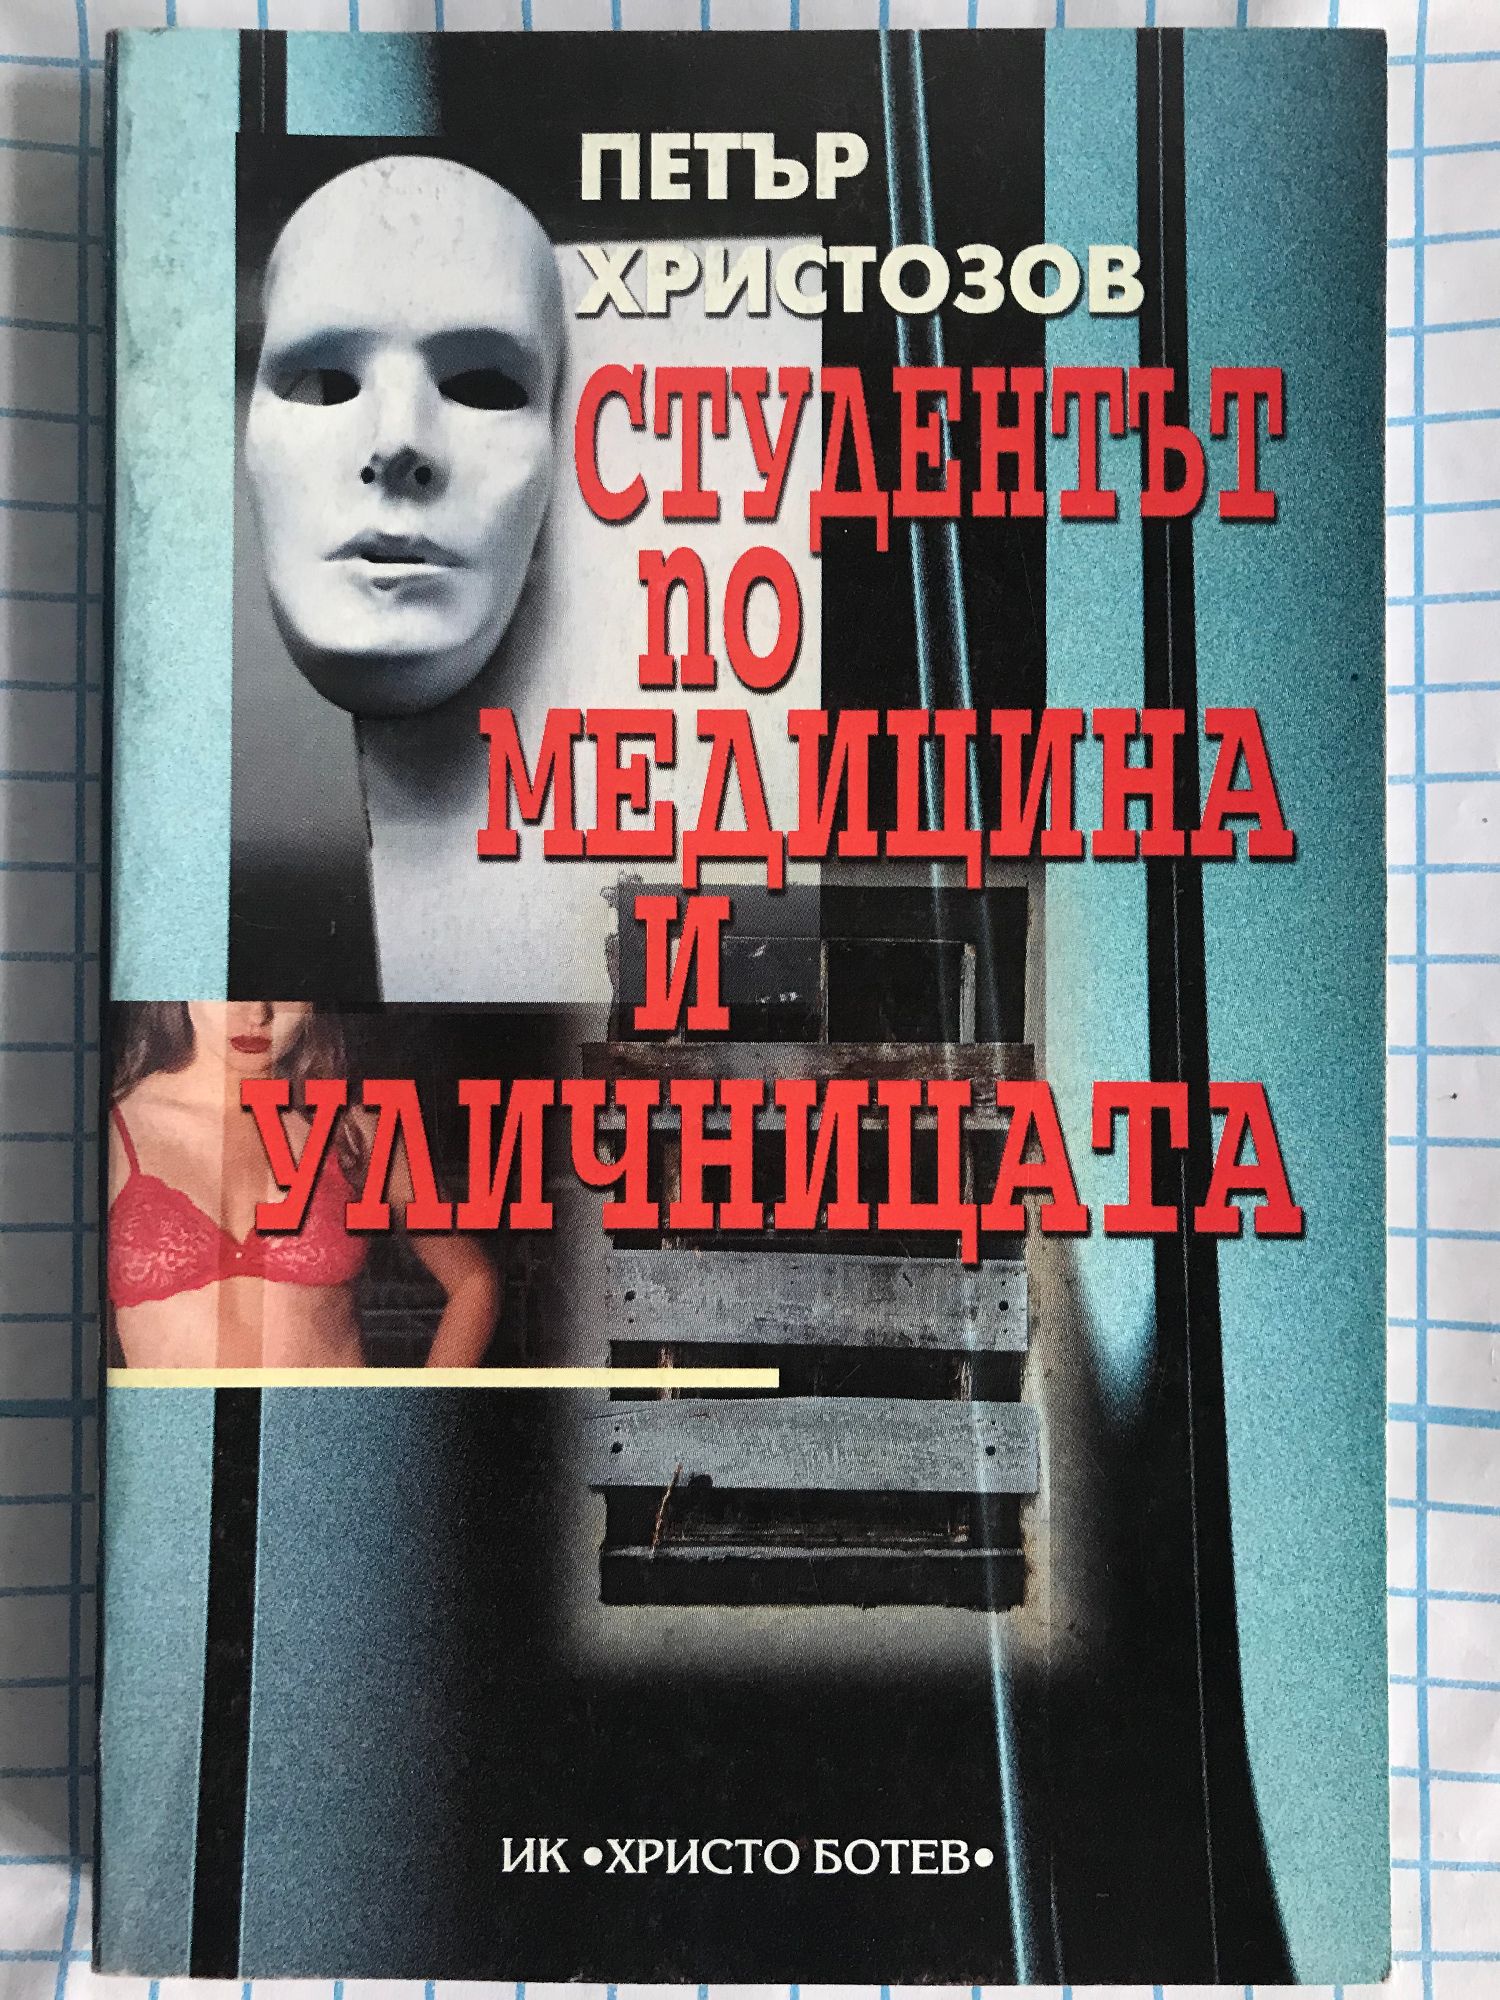 ПЕТЪР
ХРИСТОЗОВ
СТУДЕНТЪТ
ПО
МЕДИЦИНА
И
УЛИЧНИЦАТА
ИК •ХРИСТО БОТЕВ•